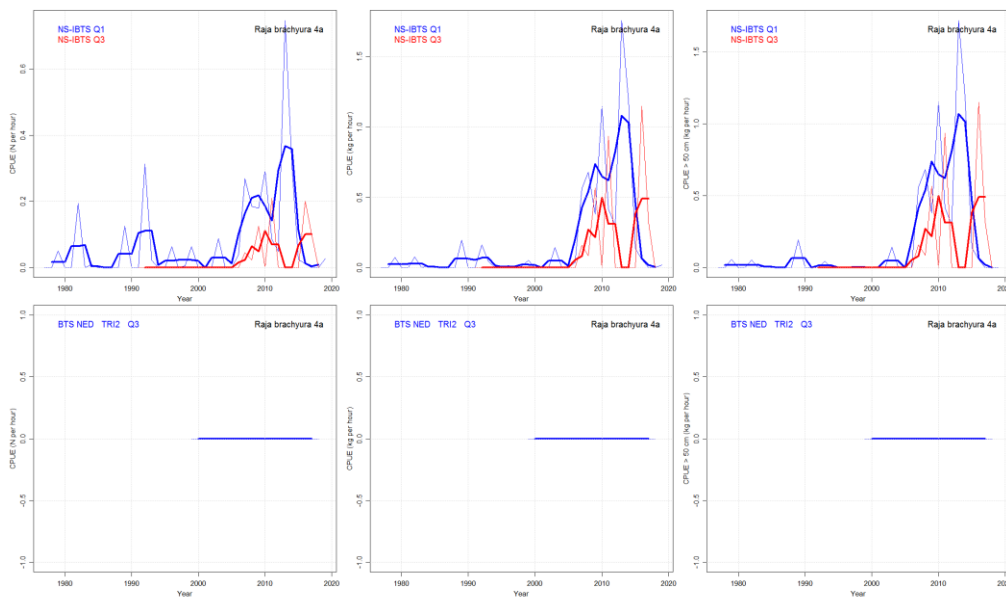 NS-IBTS Q1
NS-IBTS Q3
Raja brachyura 4a
CPUE (N per hour)
0.0 0.2 0.4 0.6
1980 1990 2000 2010 2020
Year
NS-IBTS Q1
NS-IBTS Q3
Raja brachyura 4a
CPUE (kg per hour)
0.0 0.5 1.0 1.5
1980 1990 2000 2010 2020
Year
NS-IBTS Q1
NS-IBTS Q3
Raja brachyura 4a
CPUE > 50 cm (kg per hour)
0.0 0.5 1.0 1.5
1980 1990 2000 2010 2020
Year
BTS NED TRI2 Q3
Raja brachyura 4a
CPUE (N per hour)
-1.0 -0.5 0.0 0.5 1.0
1980 1990 2000 2010 2020
Year
BTS NED TRI2 Q3
Raja brachyura 4a
CPUE (kg per hour)
-1.0 -0.5 0.0 0.5 1.0
1980 1990 2000 2010 2020
Year
BTS NED TRI2 Q3
Raja brachyura 4a
CPUE > 50 cm (kg per hour)
-1.0 -0.5 0.0 0.5 1.0
1980 1990 2000 2010 2020
Year